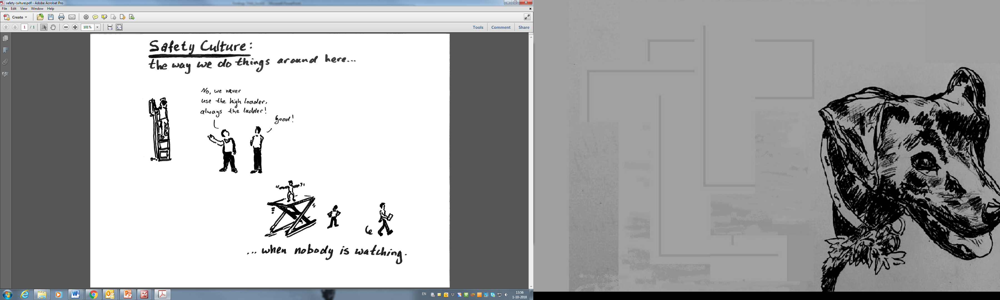 safety culture.pdf - Adobe Acrobat Pro
File Edit View Window Help
Create
1 / 1 101% Tools Comment Share
Safety Culture:
the way we do things around here...
No, we never
use the high loader,
always the ladder!
Good!
... when nobody is watching.
EN
13:56
1-10-2018